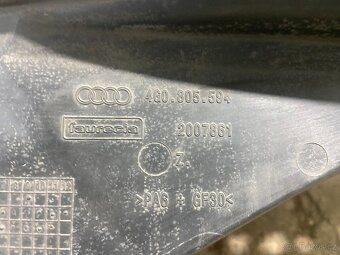 4G0.805.594
faurecia
2007861
Z.
>PA6 + GF30<